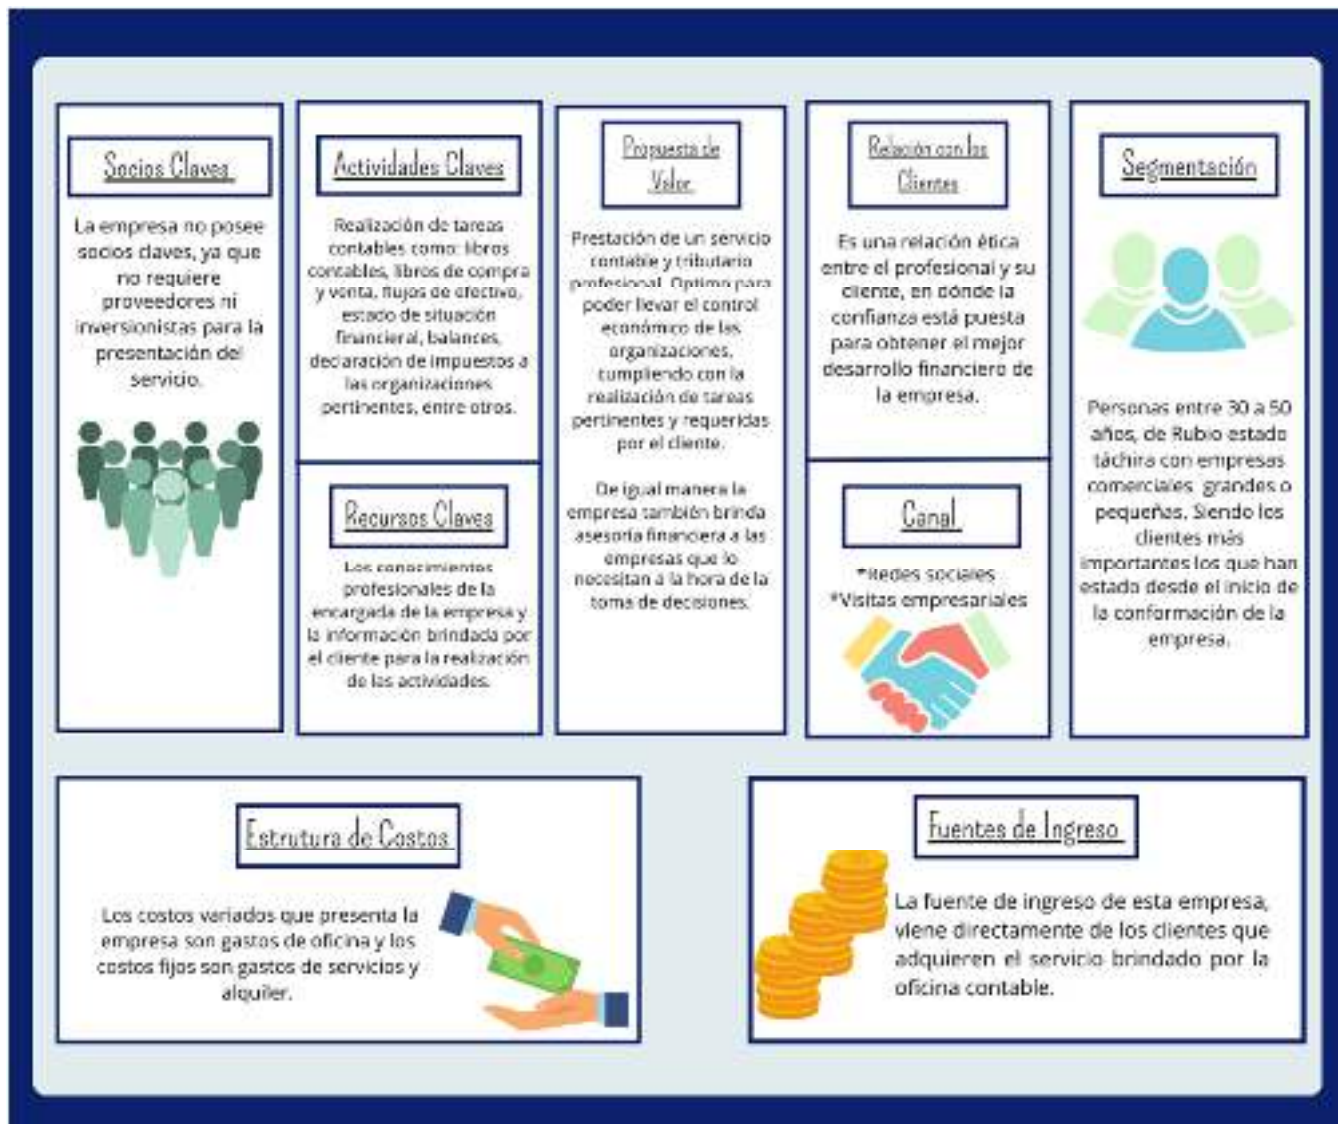 Socios Claves
La empresa no posee
socios claves, ya que
no requiere
proveedores ni
inversionistas para la
presentación del
servicio.
Actividades Claves
Realización de tareas
contables como: libros
contables, libros de compra
y venta, flujos de efectivo,
estado de situación
financieral, balances,
declaración de impuestos a
las organizaciones
pertinentes, entre otros.
Recursos Claves
Los conocimientos
profesionales de la
encargada de la empresa y
la información brindada por
el cliente para la realización
de las actividades.
Propuesta de
Valor
Prestación de un servicio
contable y tributario
profesional. Optimo para
poder llevar el control
económico de las
organizaciones,
cumpliendo con la
realización de tareas
pertinentes y requeridas
por el cliente.
De igual manera la
empresa también brinda
asesoría financiera a las
empresas que lo
necesitan a la hora de la
toma de decisiones.
Relación con los
Clientes
Es una relación ética
entre el profesional y su
cliente, en dónde la
confianza está puesta
para obtener el mejor
desarrollo financiero de
la empresa.
Canal
*Redes sociales
*Visitas empresariales
Segmentación
Personas entre 30 a 50
años, de Rubio estado
táchira con empresas
comerciales grandes o
pequeñas. Siendo los
clientes más
importantes los que han
estado desde el inicio de
la conformación de la
empresa.
Estrutura de Costos
Los costos variados que presenta la
empresa son gastos de oficina y los
costos fijos son gastos de servicios y
alquiler.
Fuentes de Ingreso
La fuente de ingreso de esta empresa,
viene directamente de los clientes que
adquieren el servicio brindado por la
oficina contable.